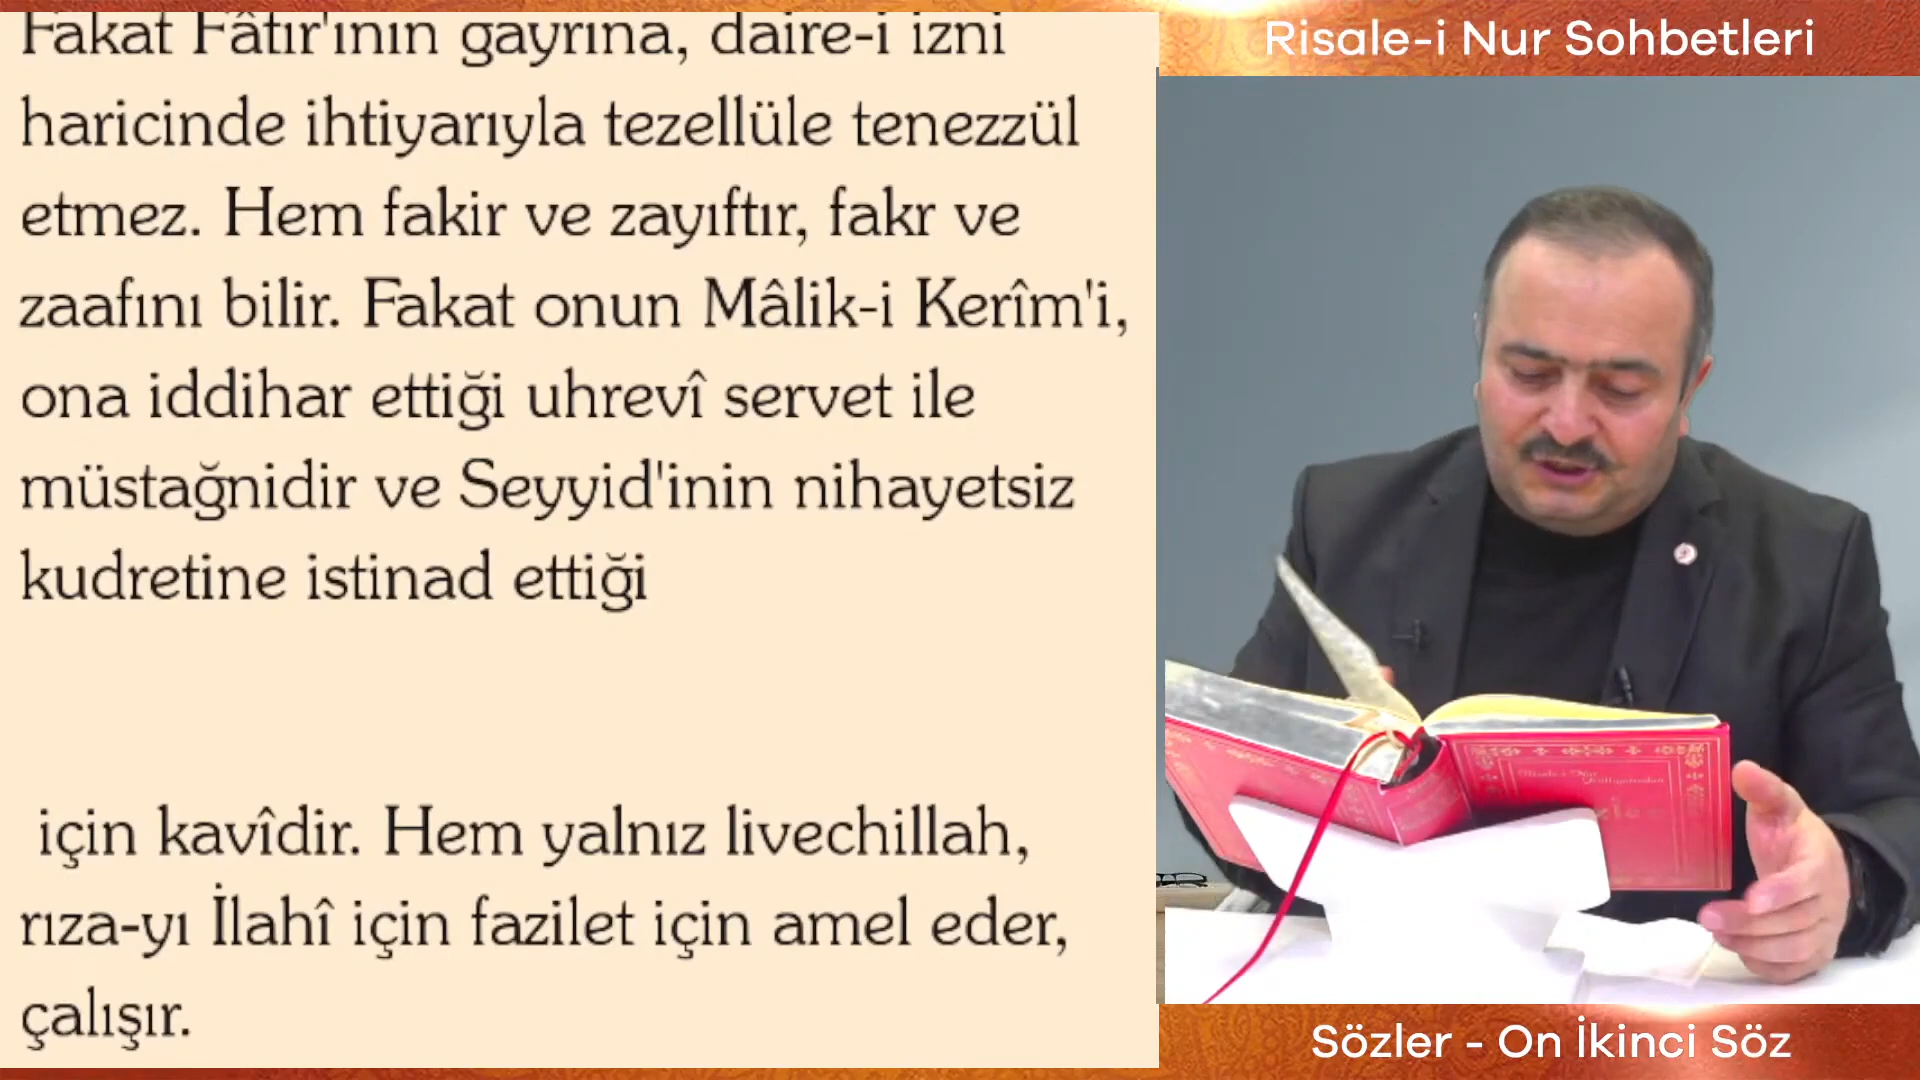 Fakat Fâtır'ının gayrına, daire-i izni
haricinde ihtiyarıyla tezellüle tenezzül
etmez. Hem fakir ve zayıftır, fakr ve
zaafını bilir. Fakat onun Mâlik-i Kerîm'i,
ona iddihar ettiği uhrevî servet ile
müstağnidir ve Seyyid'inin nihayetsiz
kudretine istinad ettiği
için kavîdir. Hem yalnız livechillah,
rıza-yı İlahî için fazilet için amel eder,
çalışır.
Risale-i Nur Sohbetleri
Sözler - On İkinci Söz